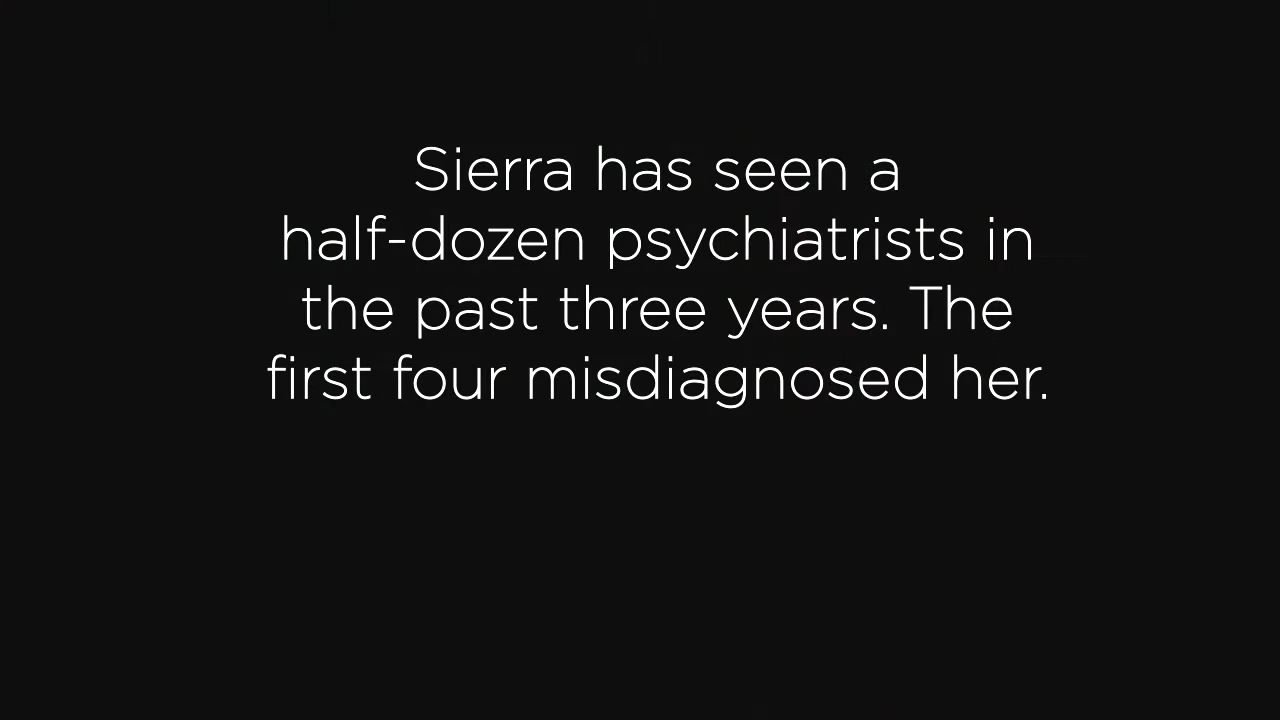 Sierra has seen a
half-dozen psychiatrists in
the past three years. The
first four misdiagnosed her.